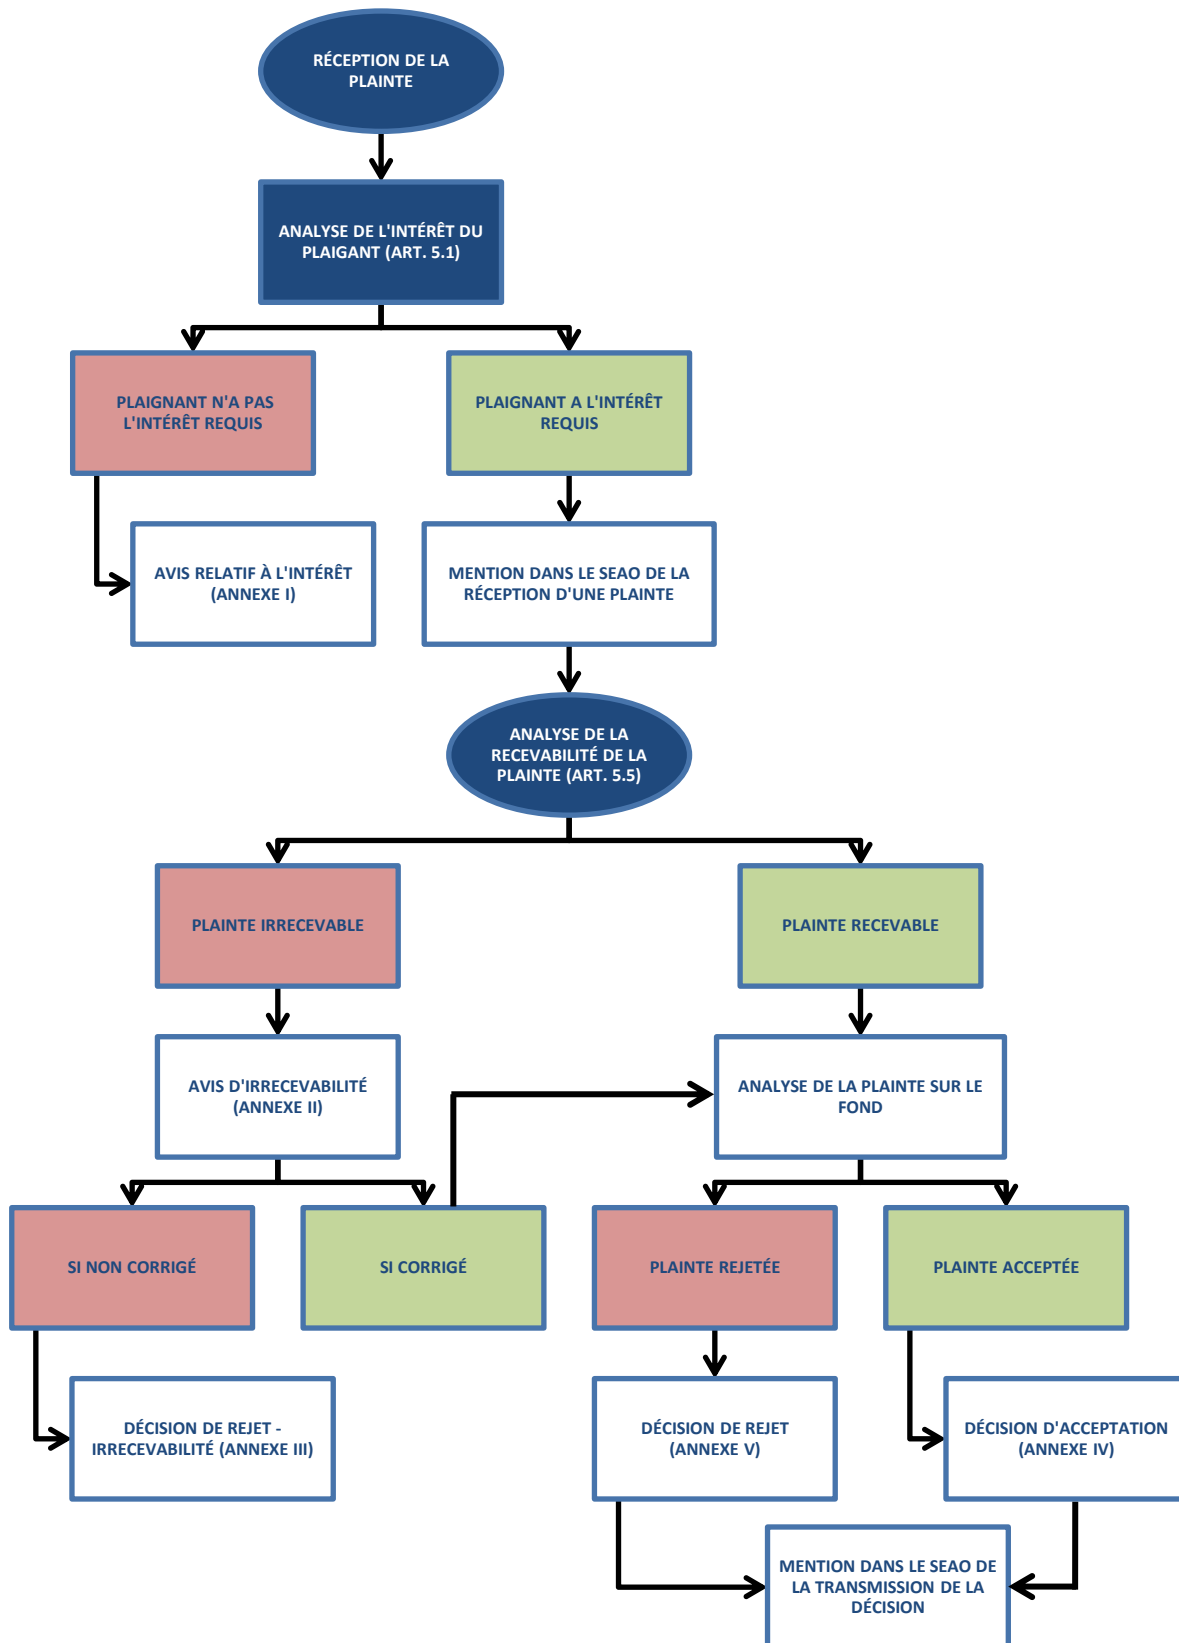 RÉCEPTION DE LA
PLAINTE
ANALYSE DE L'INTÉRÊT DU
PLAIGANT (ART. 5.1)
PLAIGNANT N'A PAS
L'INTÉRÊT REQUIS
PLAIGNANT A L'INTÉRÊT
REQUIS
AVIS RELATIF À L'INTÉRÊT
(ANNEXE I)
MENTION DANS LE SEAO DE LA
RÉCEPTION D'UNE PLAINTE
ANALYSE DE LA
RECEVABILITÉ DE LA
PLAINTE (ART. 5.5)
PLAINTE IRRECEVABLE
PLAINTE RECEVABLE
AVIS D'IRRECEVABILITÉ
(ANNEXE II)
ANALYSE DE LA PLAINTE SUR LE
FOND
SI NON CORRIGÉ
SI CORRIGÉ
PLAINTE REJETÉE
PLAINTE ACCEPTÉE
DÉCISION DE REJET -
IRRECEVABILITÉ (ANNEXE III)
DÉCISION DE REJET
(ANNEXE V)
DÉCISION D'ACCEPTATION
(ANNEXE IV)
MENTION DANS LE SEAO DE
LA TRANSMISSION DE LA
DÉCISION